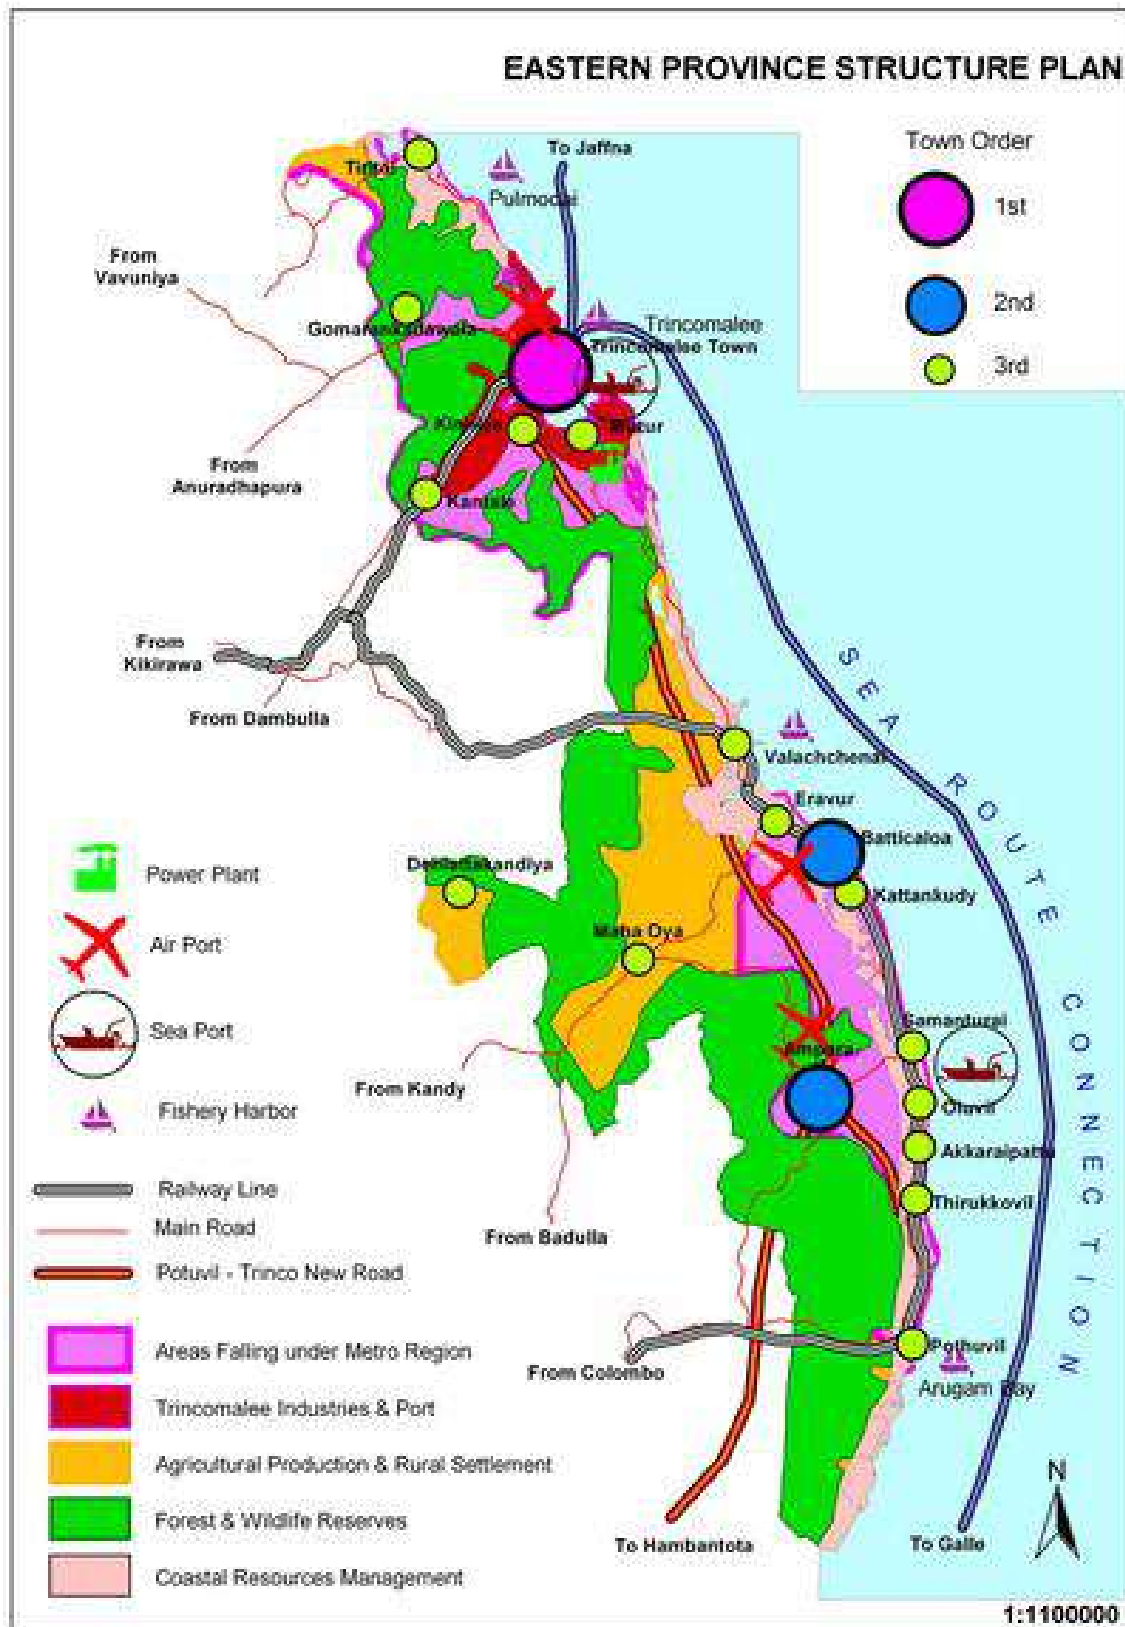 EASTERN PROVINCE STRUCTURE PLAN
Town Order
1st
2nd
3rd
To Jaffna
Pulmodai
From
Vavuniya
Trincomalee
Trincomalee Town
From
Anuradhapura
Mutur
Kantale
From
Kikirawa
From Dambulla
Valachchenai
Eravur
Batticaloa
Kattankudy
Maha Oya
SEA ROUTE CONNECTION
Ampara
Oluvil
Akkaraipattu
Thirukkovil
Pothuvil
Arugam Bay
From Kandy
From Badulla
From Colombo
To Hambantota
To Galle
N
Power Plant
Air Port
Sea Port
Fishery Harbor
Railway Line
Main Road
Potuvil - Trinco New Road
Areas Falling under Metro Region
Trincomalee Industries & Port
Agricultural Production & Rural Settlement
Forest & Wildlife Reserves
Coastal Resources Management
1:1100000